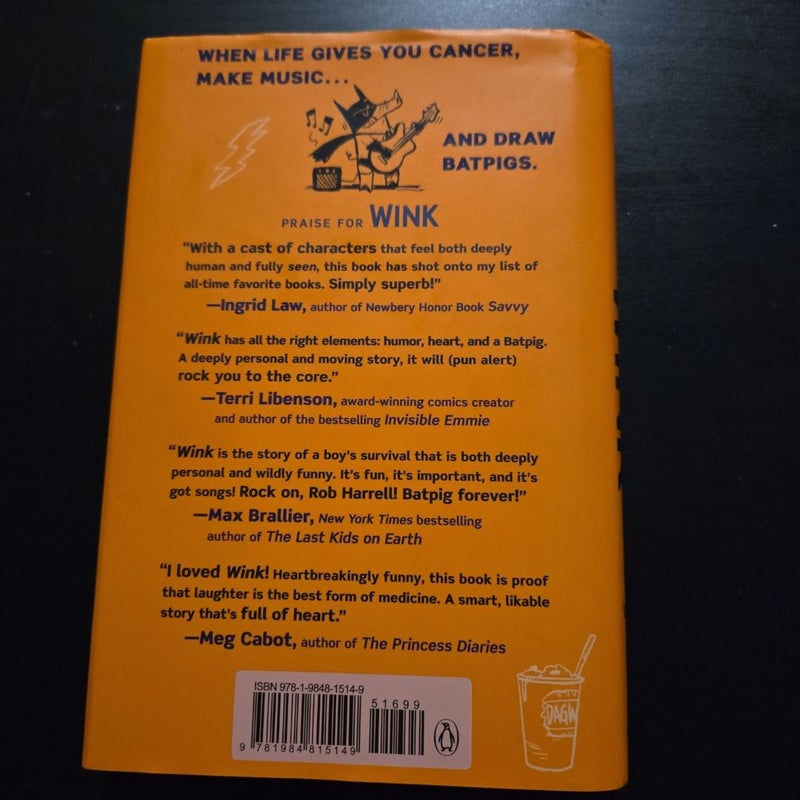 WHEN LIFE GIVES YOU CANCER,
MAKE MUSIC...
AND DRAW
BATPIGS.
PRAISE FOR WINK
“With a cast of characters that feel both deeply
human and fully seen, this book has shot onto my list of
all-time favorite books. Simply superb!”
—Ingrid Law, author of Newbery Honor Book Savvy
“Wink has all the right elements: humor, heart, and a Batpig.
A deeply personal and moving story, it will (pun alert)
rock you to the core.”
—Terri Libenson, award-winning comics creator
and author of the bestselling Invisible Emmie
“Wink is the story of a boy’s survival that is both deeply
personal and wildly funny. It’s fun, it’s important, and it’s
got songs! Rock on, Rob Harrell! Batpig forever!”
—Max Brallier, New York Times bestselling
author of The Last Kids on Earth
“I loved Wink! Heartbreakingly funny, this book is proof
that laughter is the best form of medicine. A smart, likable
story that’s full of heart.”
—Meg Cabot, author of The Princess Diaries
ISBN 978-1-9848-1514-9
51699
9 781984 815149
DAGW